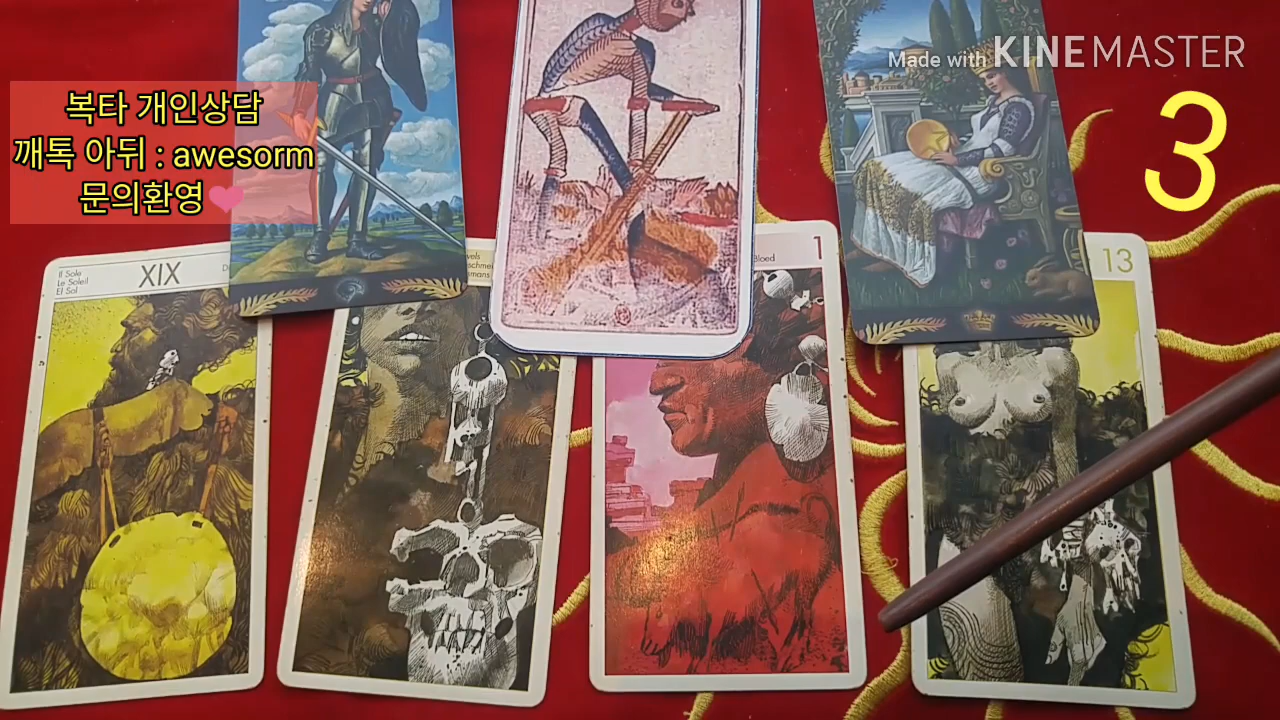 Made with KINEMASTER
복타 개인상담
깨톡 아뒤 : awesorm
문의환영
3
XIX
Il Sole
Le Soleil
El Sol
1
Bloed
13